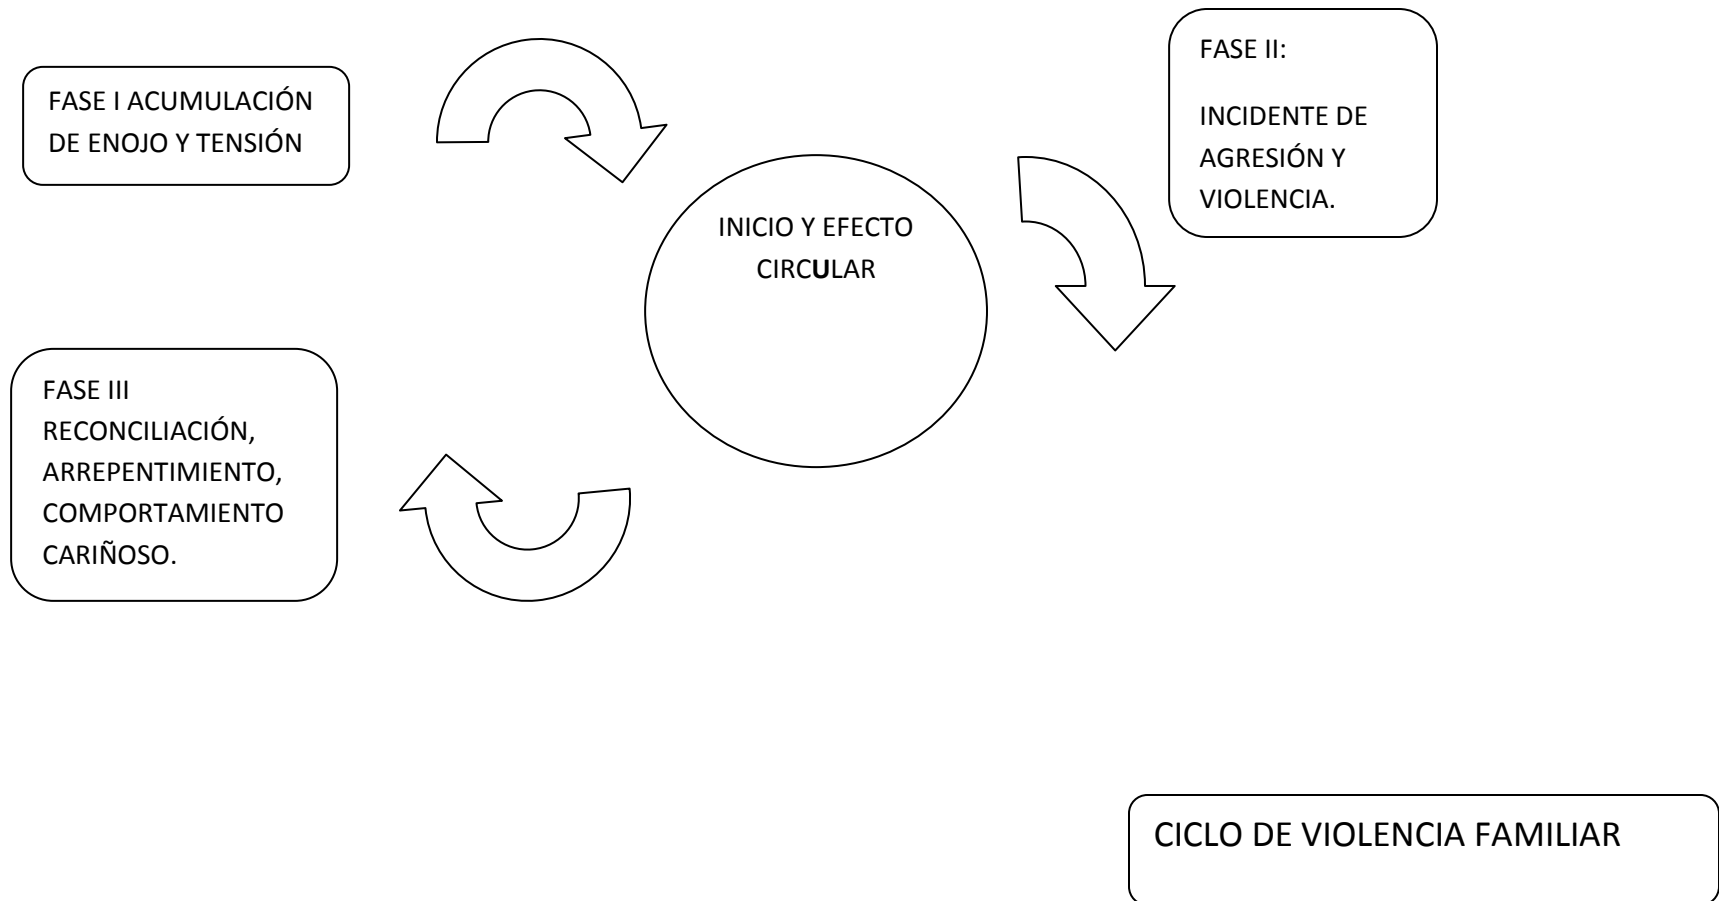 FASE I ACUMULACIÓN
DE ENOJO Y TENSIÓN
FASE II:
INCIDENTE DE
AGRESIÓN Y
VIOLENCIA.
INICIO Y EFECTO
CIRCULAR
FASE III
RECONCILIACIÓN,
ARREPENTIMIENTO,
COMPORTAMIENTO
CARIÑOSO.
CICLO DE VIOLENCIA FAMILIAR